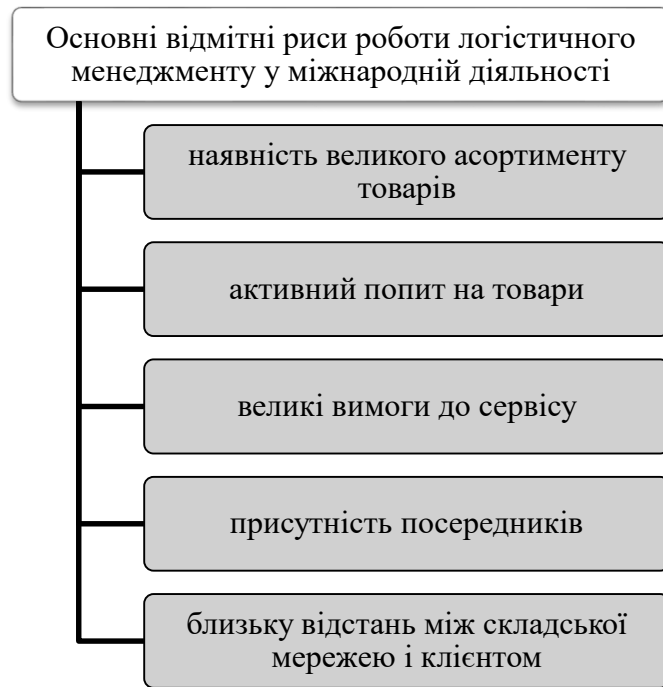 Основні відмітні риси роботи логістичного
менеджменту у міжнародній діяльності
наявність великого асортименту
товарів
активний попит на товари
великі вимоги до сервісу
присутність посередників
близьку відстань між складської
мережею і клієнтом